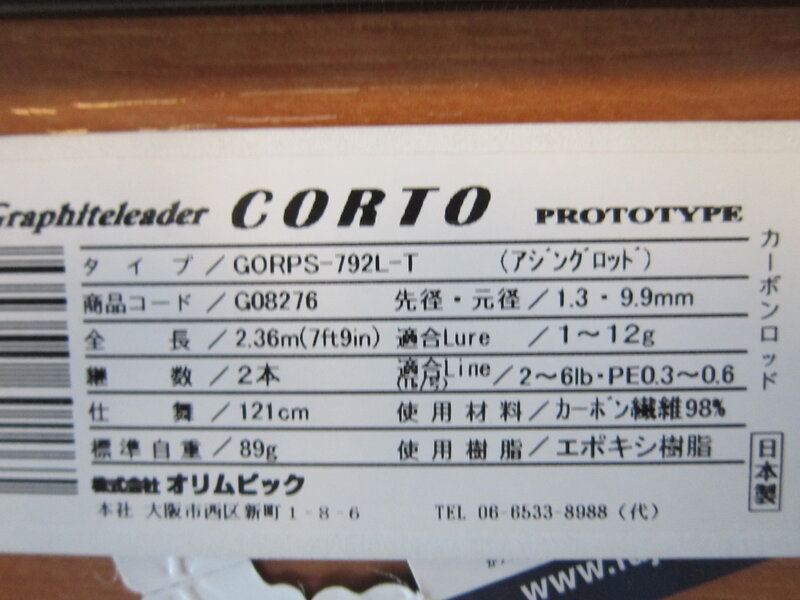 Graphiteleader CORTO PROTOTYPE
タイプ／GORPS-792L-T （アジングロッド）
商品コード／G08276 先径・元径／1.3・9.9mm
全長／2.36m(7ft9in) 適合Lure ／1〜12g
継数／2本 適合Line(lb/号)／2〜6lb・PE0.3〜0.6
仕舞／121cm 使用材料／カーボン繊維98%
標準自重／89g 使用樹脂／エポキシ樹脂
株式会社オリムピック
本社 大阪市西区新町1-8-6 TEL 06-6533-8988（代）
カーボンロッド
日本製
www.